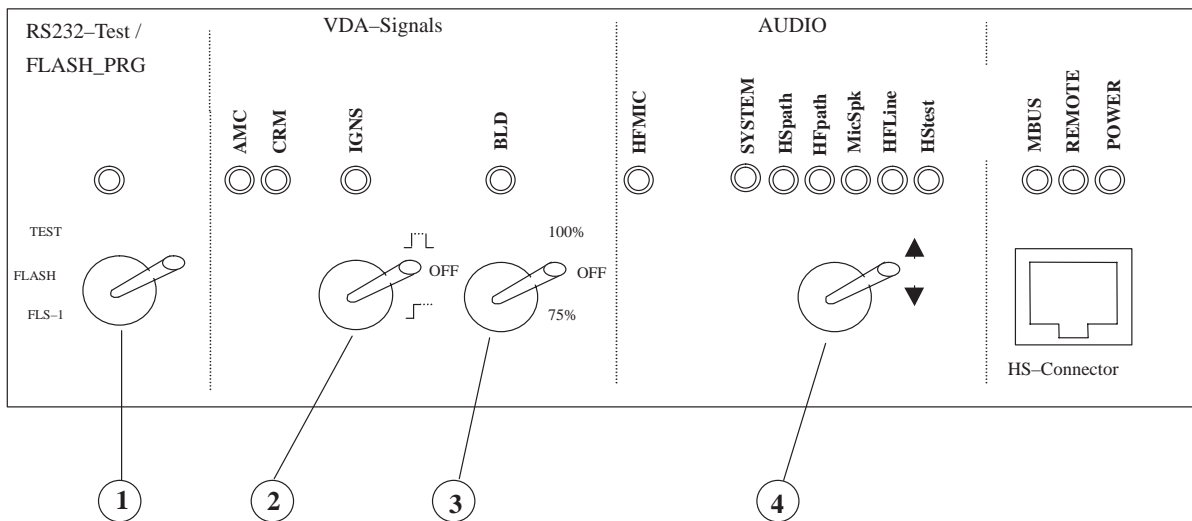 RS232–Test /
FLASH_PRG
VDA–Signals
AUDIO
AMC
CRM
IGNS
BLD
HFMIC
SYSTEM
HSpath
HFpath
MicSpk
HFLine
HStest
MBUS
REMOTE
POWER
TEST
FLASH
FLS–1
OFF
100%
OFF
75%
HS–Connector
1
2
3
4